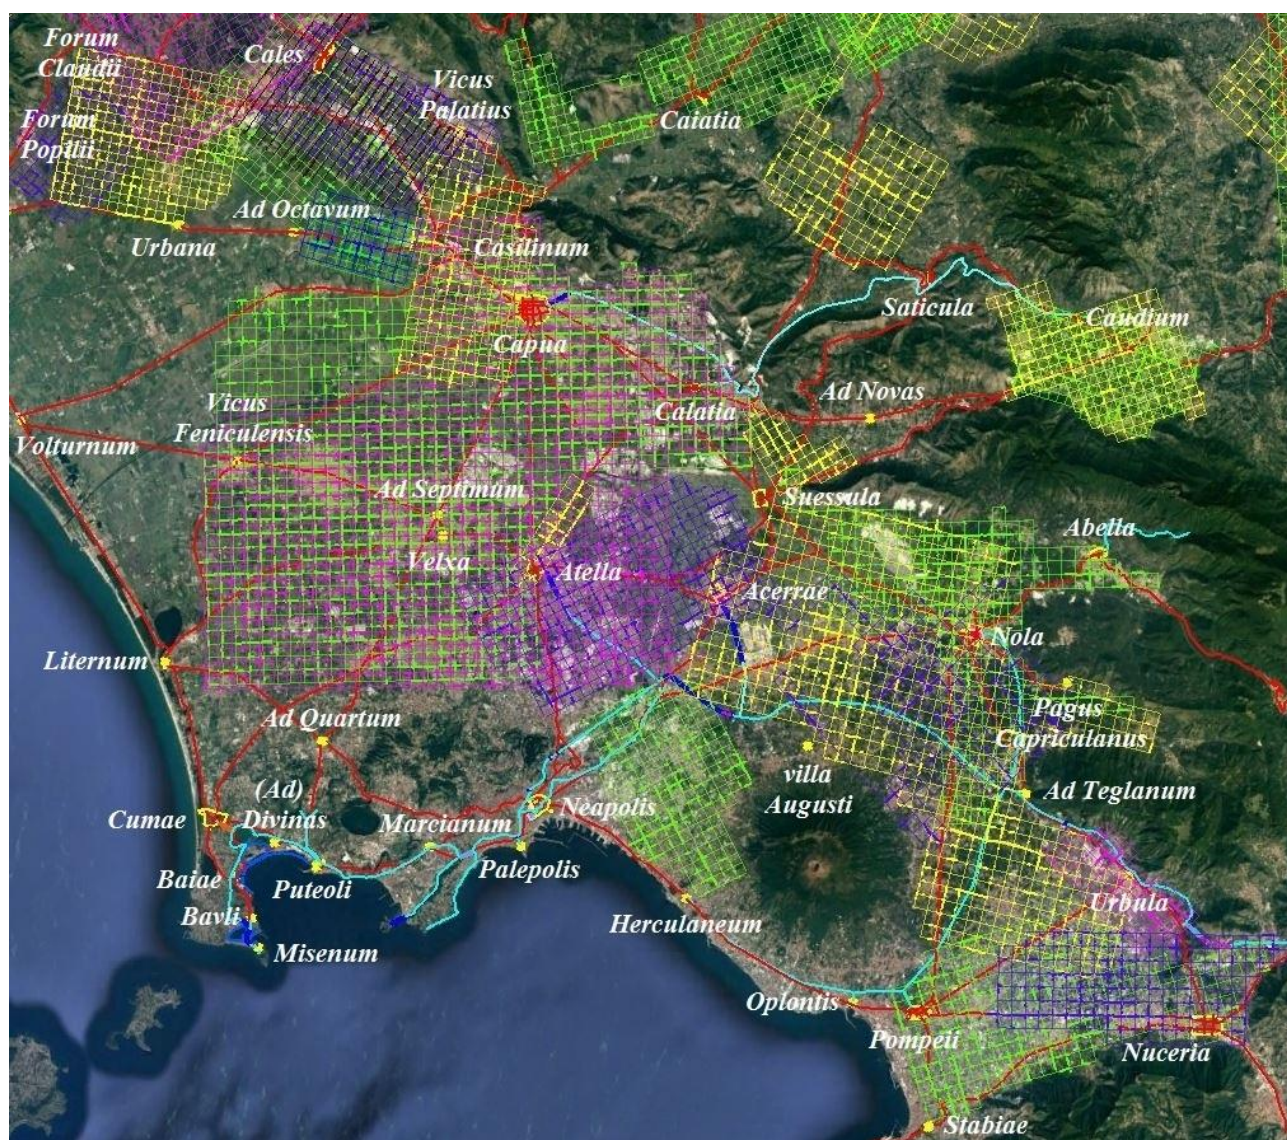 Forum
Claudii
Cales
Vicus
Palatius
Forum
Popilii
Caiatia
Ad Octavum
Urbana
Casilinum
Saticula
Caudium
Capua
Calatia
Ad Novas
Vicus
Feniculensis
Volturnum
Ad Septimum
Suessula
Velxa
Abella
Atella
Acerrae
Nola
Liternum
Ad Quartum
Pagus
Capriculanus
villa
Augusti
Ad Teglanum
(Ad)
Divinas
Cumae
Marcianum
Neapolis
Baiae
Puteoli
Palepolis
Bavli
Herculaneum
Urbula
Misenum
Oplontis
Pompeii
Nuceria
Stabiae